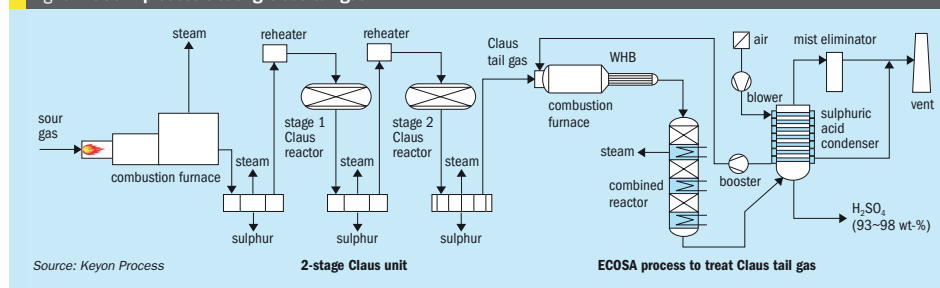 steam
reheater
reheater
Claus
tail gas
WHB
air
mist eliminator
blower
vent
combustion
furnace
sour
gas
stage 1
Claus
reactor
stage 2
Claus
reactor
sulphuric
acid
condenser
combustion furnace
steam
steam
steam
steam
combined
reactor
booster
sulphur
sulphur
sulphur
H₂SO₄
(93~98 wt-%)
Source: Keyon Process
2-stage Claus unit
ECOSA process to treat Claus tail gas